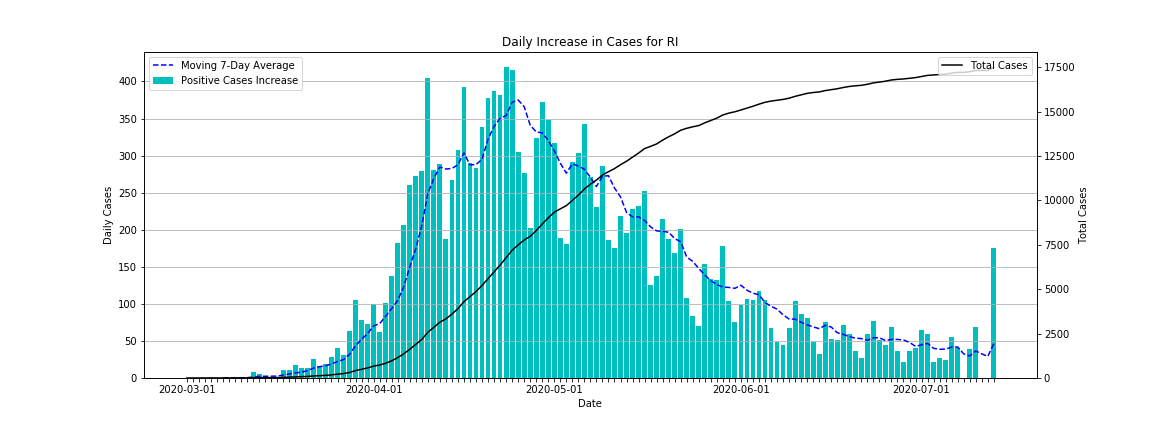 Daily Increase in Cases for RI
Moving 7-Day Average
Positive Cases Increase
Total Cases
400
350
300
250
200
150
100
50
0
Daily Cases
17500
15000
12500
10000
7500
5000
2500
0
Total Cases
2020-03-01 2020-04-01 2020-05-01 2020-06-01 2020-07-01
Date